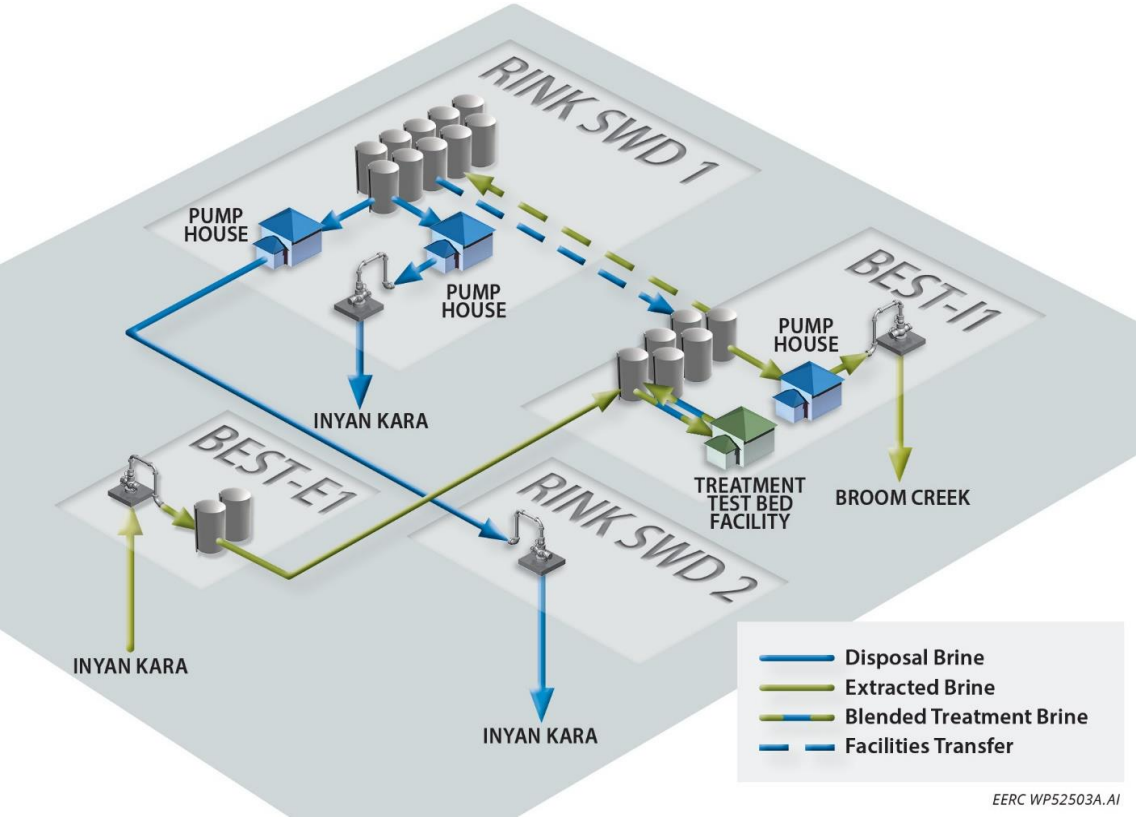 RINK SWD 1
PUMP
HOUSE
PUMP
HOUSE
INYAN KARA
BEST-I1
PUMP
HOUSE
TREATMENT
TEST BED
FACILITY
BROOM CREEK
BEST-E1
INYAN KARA
RINK SWD 2
INYAN KARA
Disposal Brine
Extracted Brine
Blended Treatment Brine
Facilities Transfer
EERC WP52503A.AI